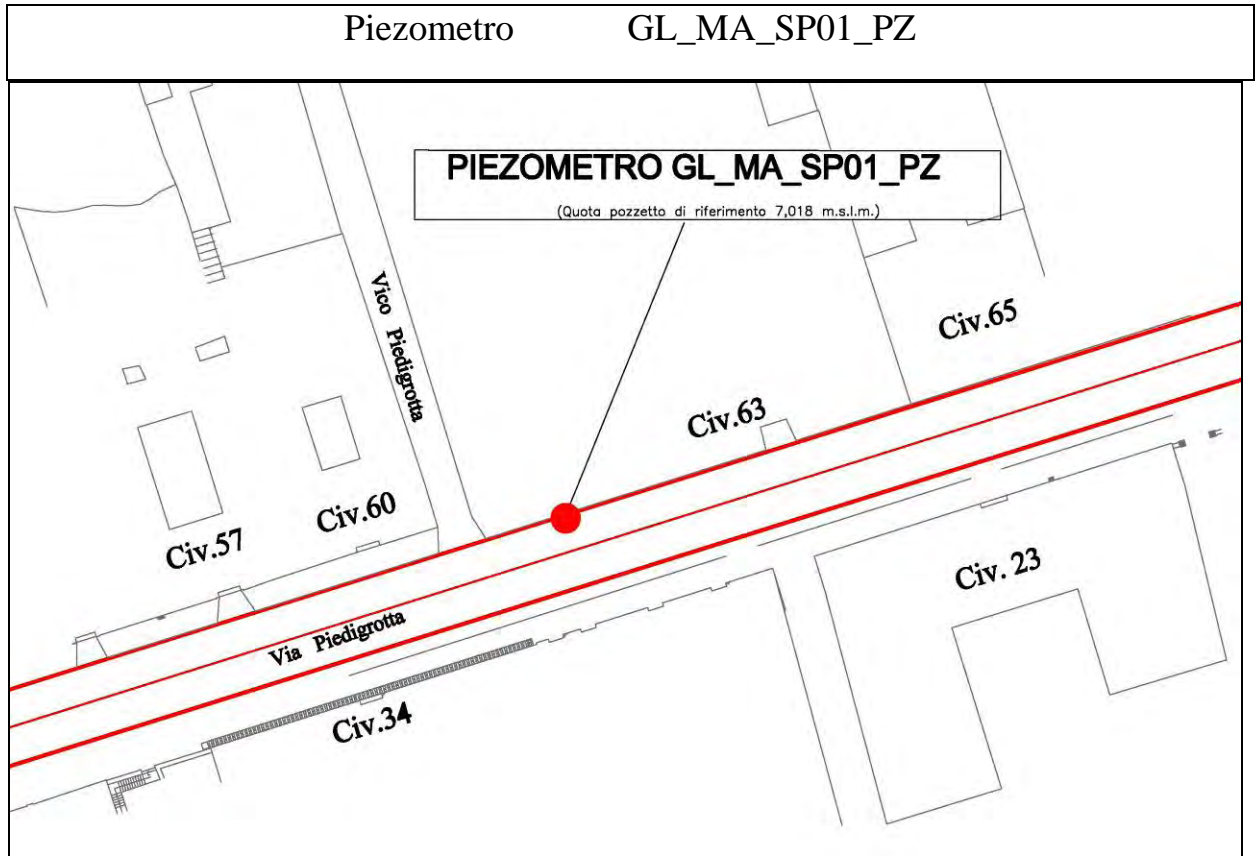 Piezometro GL_MA_SP01_PZ
PIEZOMETRO GL_MA_SP01_PZ
(Quota pozzetto di riferimento 7,018 m.s.l.m.)
Vico Piedigrotta
Civ.65
Civ.63
Civ.60
Civ.57
Civ. 23
Via Piedigrotta
Civ.34